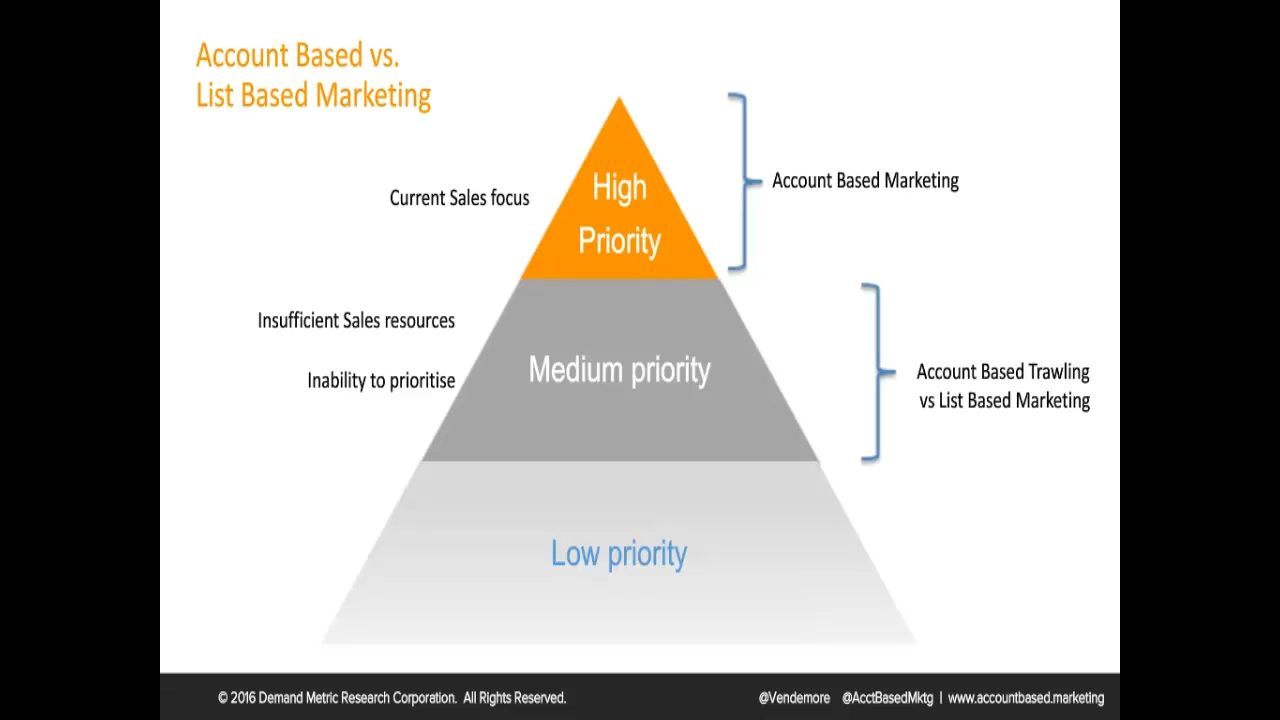 Account Based vs.
List Based Marketing
Current Sales focus
High
Priority
Account Based Marketing
Insufficient Sales resources
Inability to prioritise
Medium priority
Account Based Trawling
vs List Based Marketing
Low priority
© 2016 Demand Metric Research Corporation. All Rights Reserved.
@Vendemore @AcctBasedMktg | www.accountbased.marketing